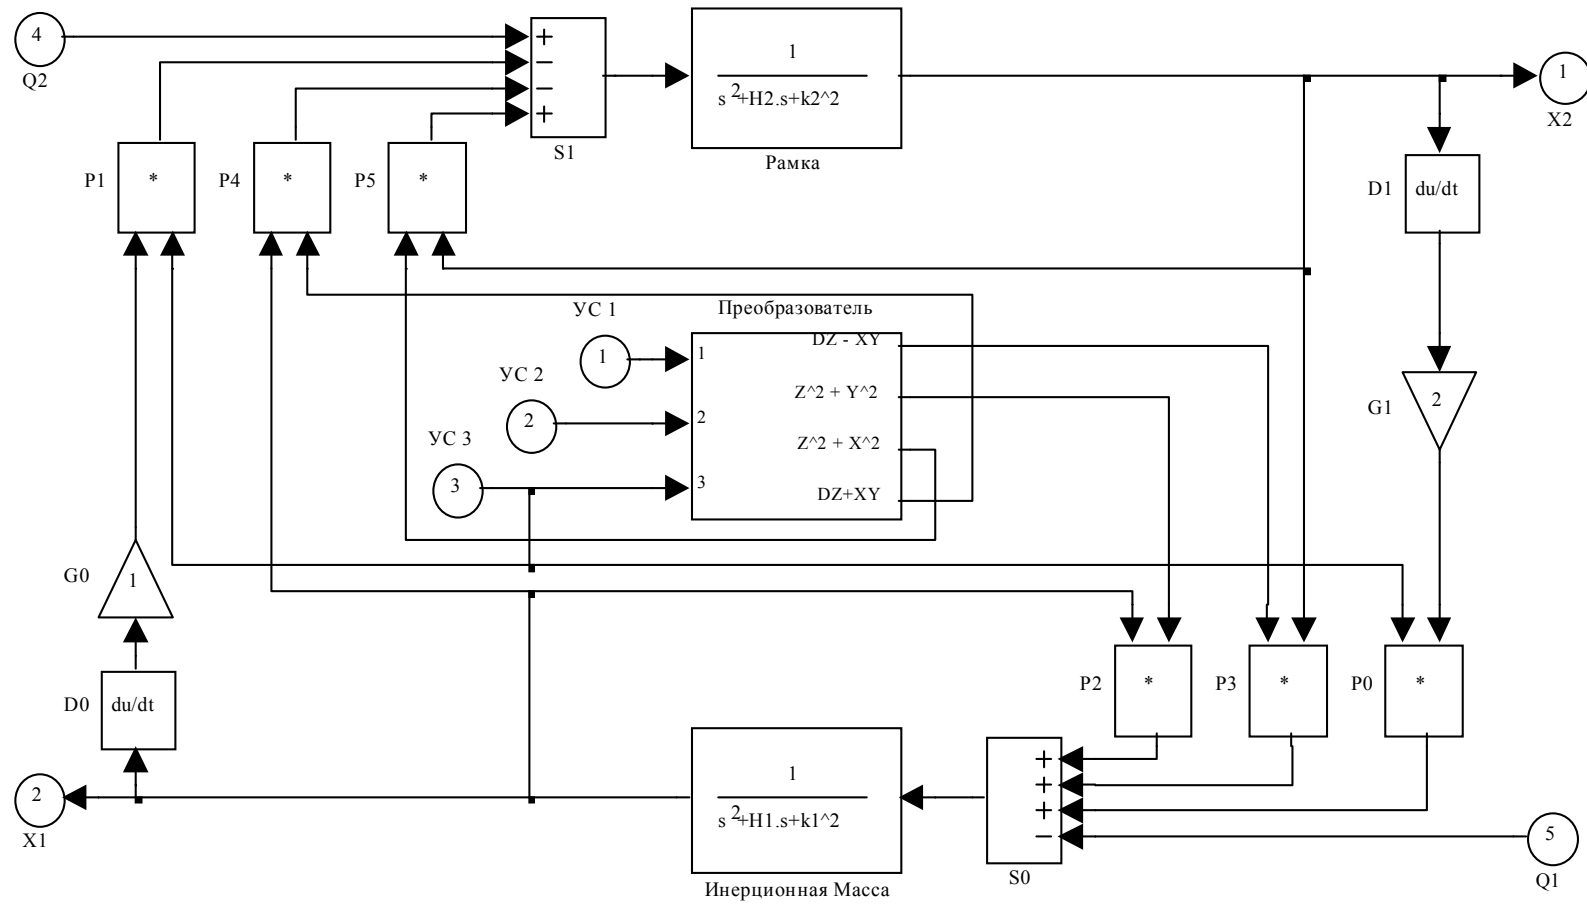 4
Q2
+
−
−
+
S1
1
s 2+H2.s+k2^2
Рамка
1
X2
P1
*
P4
*
P5
*
D1
du/dt
УС 1
1
УС 2
2
УС 3
3
Преобразователь
1
2
3
DZ - XY
Z^2 + Y^2
Z^2 + X^2
DZ+XY
G1
2
G0
1
D0
du/dt
2
X1
P2
*
P3
*
P0
*
1
s 2+H1.s+k1^2
Инерционная Масса
+
+
+
−
S0
5
Q1